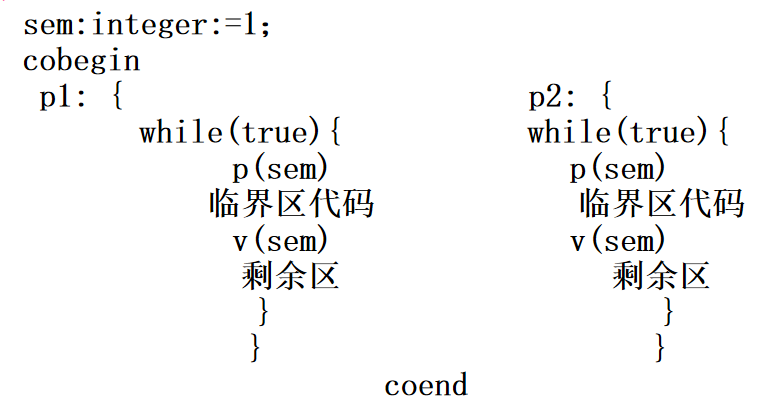 sem:integer:=1;
cobegin
p1: { p2: {
while(true){ while(true){
p(sem) p(sem)
临界区代码 临界区代码
v(sem) v(sem)
剩余区 剩余区
} }
} }
coend